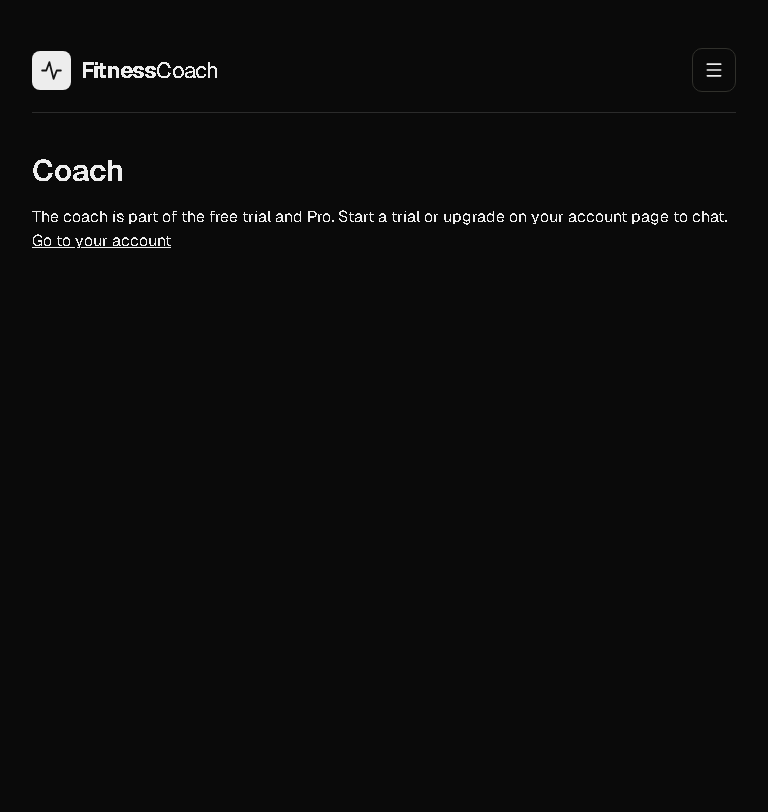 FitnessCoach
Coach
The coach is part of the free trial and Pro. Start a trial or upgrade on your account page to chat.
Go to your account